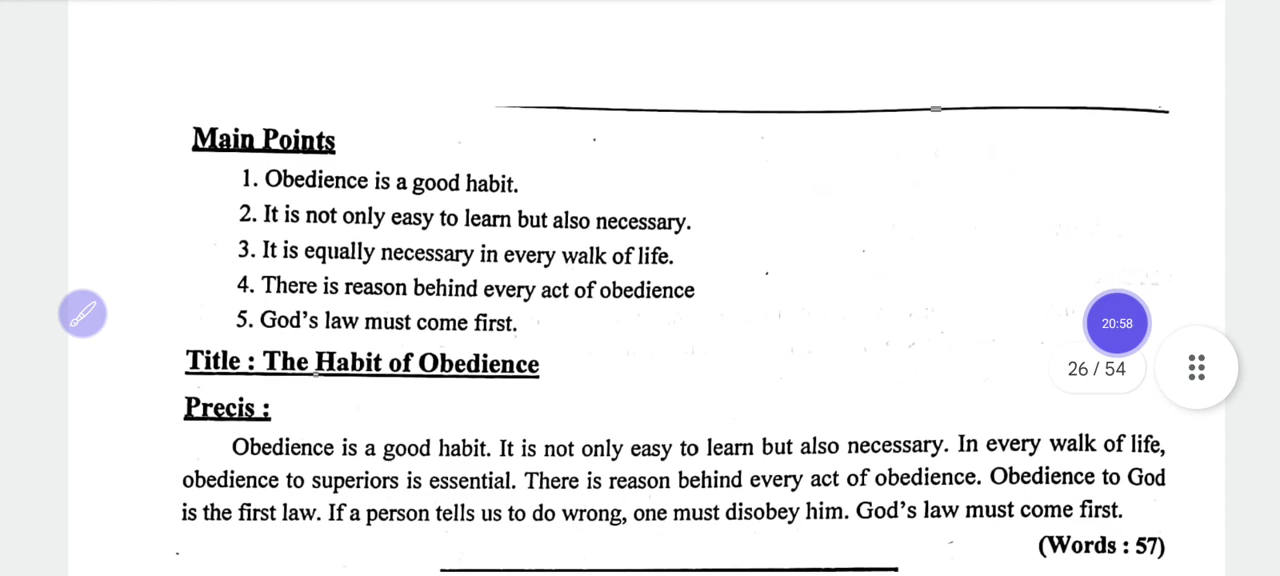 Main Points
1. Obedience is a good habit.
2. It is not only easy to learn but also necessary.
3. It is equally necessary in every walk of life.
4. There is reason behind every act of obedience
5. God's law must come first.
20:58
26 / 54
Title : The Habit of Obedience
Precis :
Obedience is a good habit. It is not only easy to learn but also necessary. In every walk of life,
obedience to superiors is essential. There is reason behind every act of obedience. Obedience to God
is the first law. If a person tells us to do wrong, one must disobey him. God's law must come first.
(Words : 57)